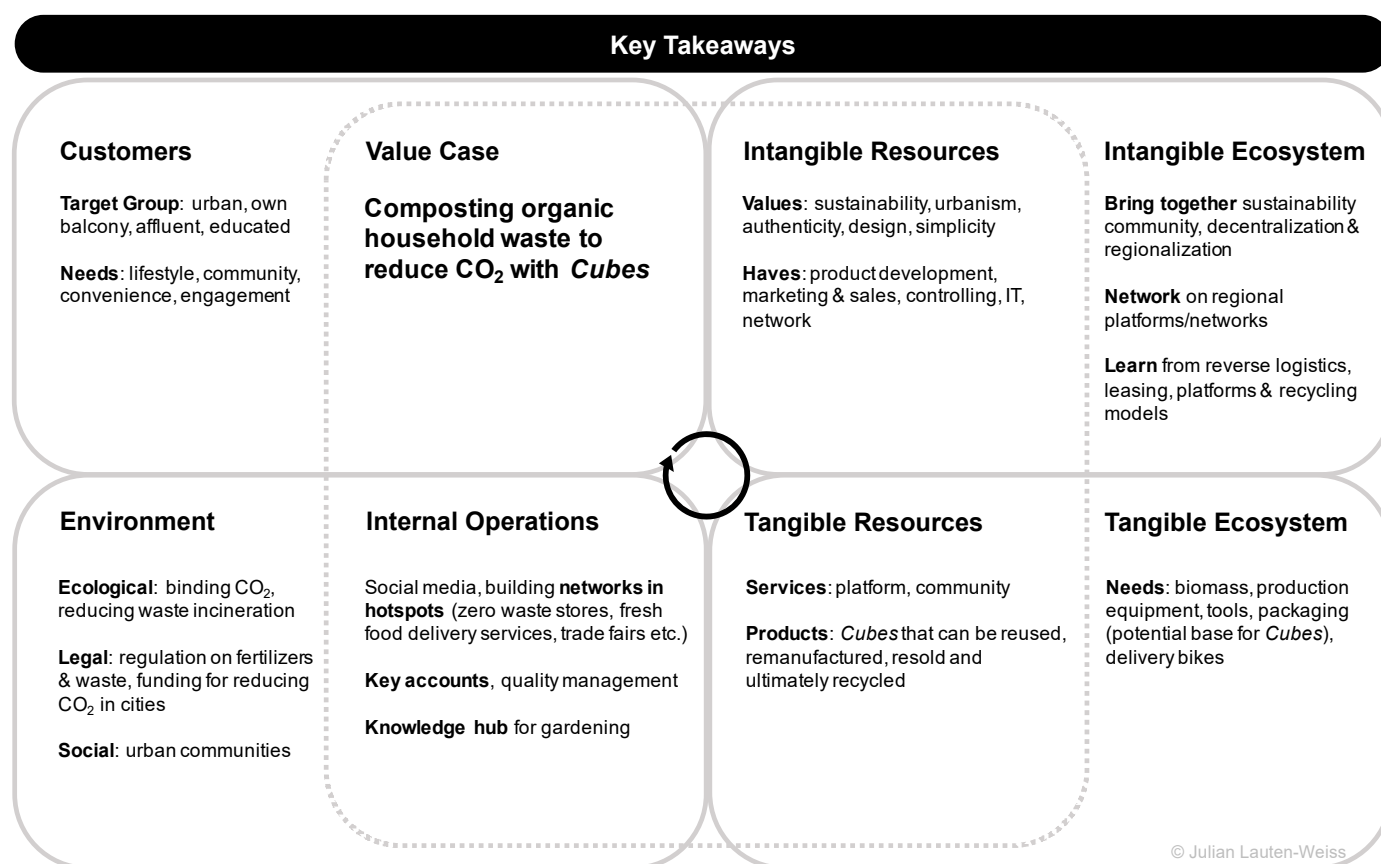 Key Takeaways
Customers
Target Group: urban, own
balcony, affluent, educated
Needs: lifestyle, community,
convenience, engagement
Value Case
Composting organic
household waste to
reduce CO₂ with Cubes
Intangible Resources
Values: sustainability, urbanism,
authenticity, design, simplicity
Haves: product development,
marketing & sales, controlling, IT,
network
Intangible Ecosystem
Bring together sustainability
community, decentralization &
regionalization
Network on regional
platforms/networks
Learn from reverse logistics,
leasing, platforms & recycling
models
Environment
Ecological: binding CO₂,
reducing waste incineration
Legal: regulation on fertilizers
& waste, funding for reducing
CO₂ in cities
Social: urban communities
Internal Operations
Social media, building networks in
hotspots (zero waste stores, fresh
food delivery services, trade fairs etc.)
Key accounts, quality management
Knowledge hub for gardening
Tangible Resources
Services: platform, community
Products: Cubes that can be reused,
remanufactured, resold and
ultimately recycled
Tangible Ecosystem
Needs: biomass, production
equipment, tools, packaging
(potential base for Cubes),
delivery bikes
© Julian Lauten-Weiss